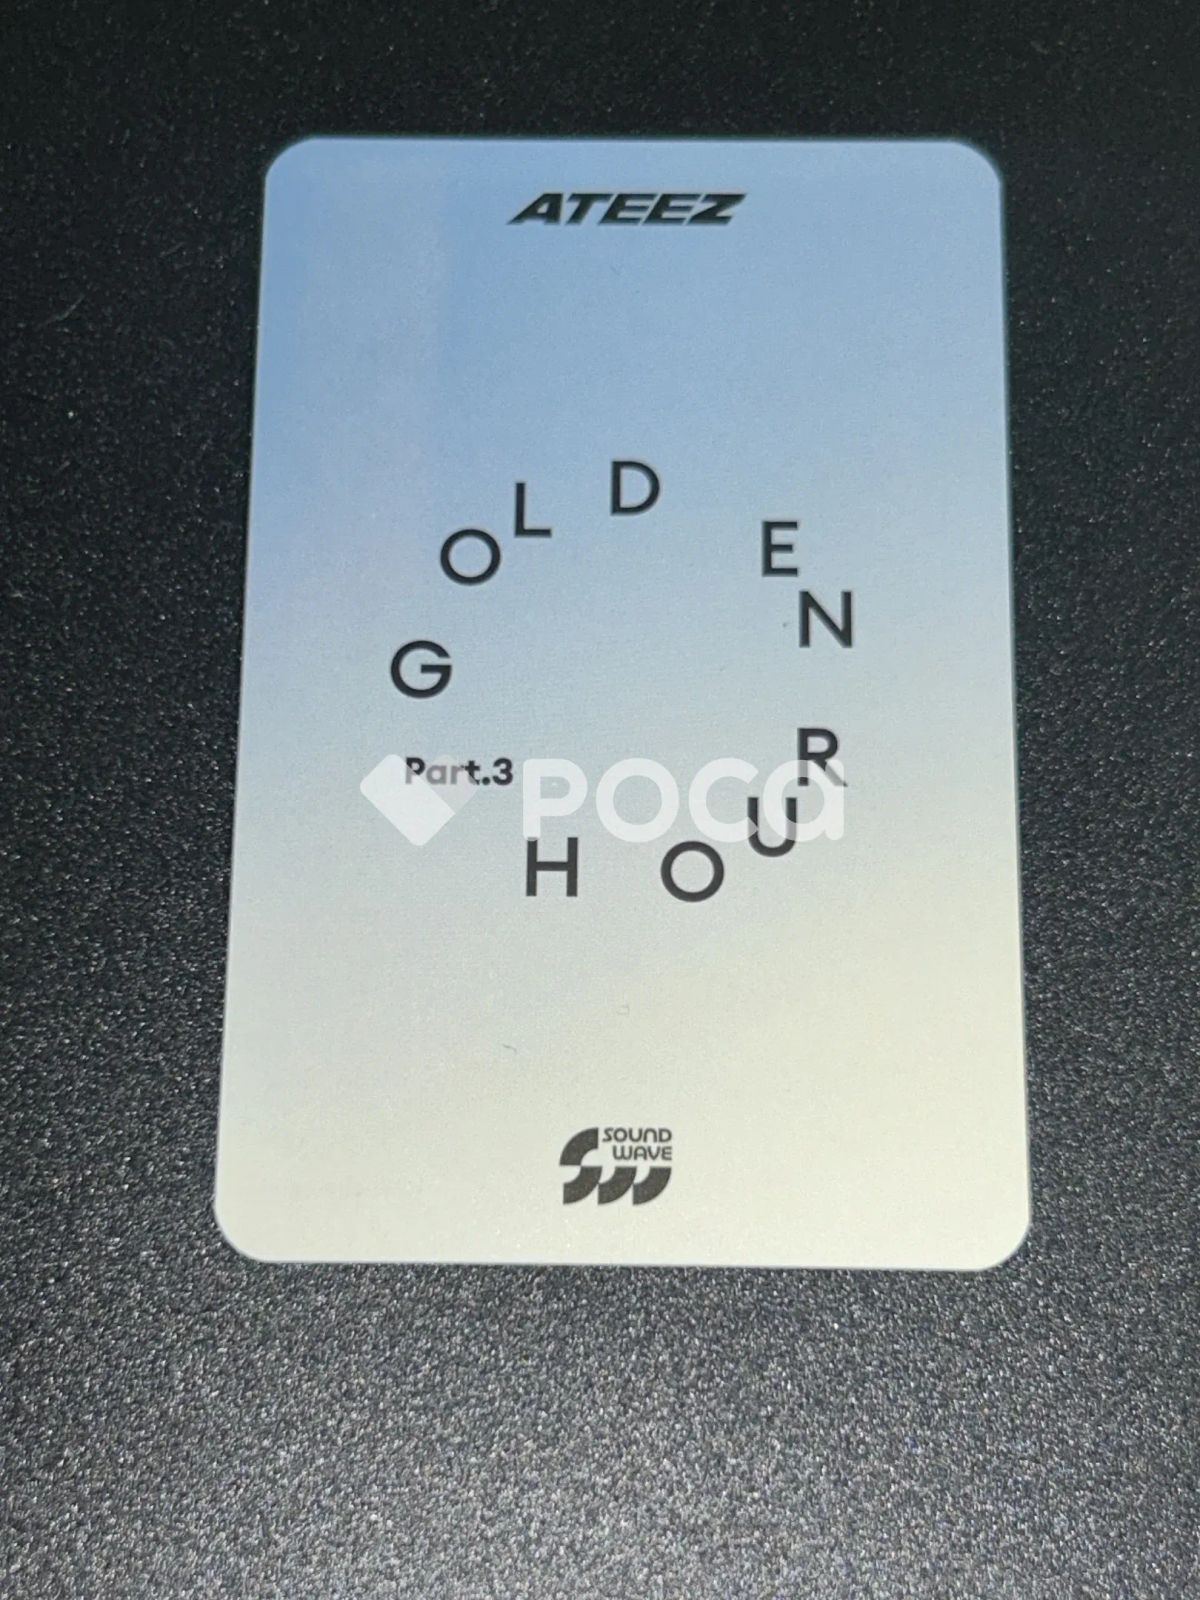 ATEEZ
GOLDEN
Part.3
HOUR
POCA
SOUND
WAVE